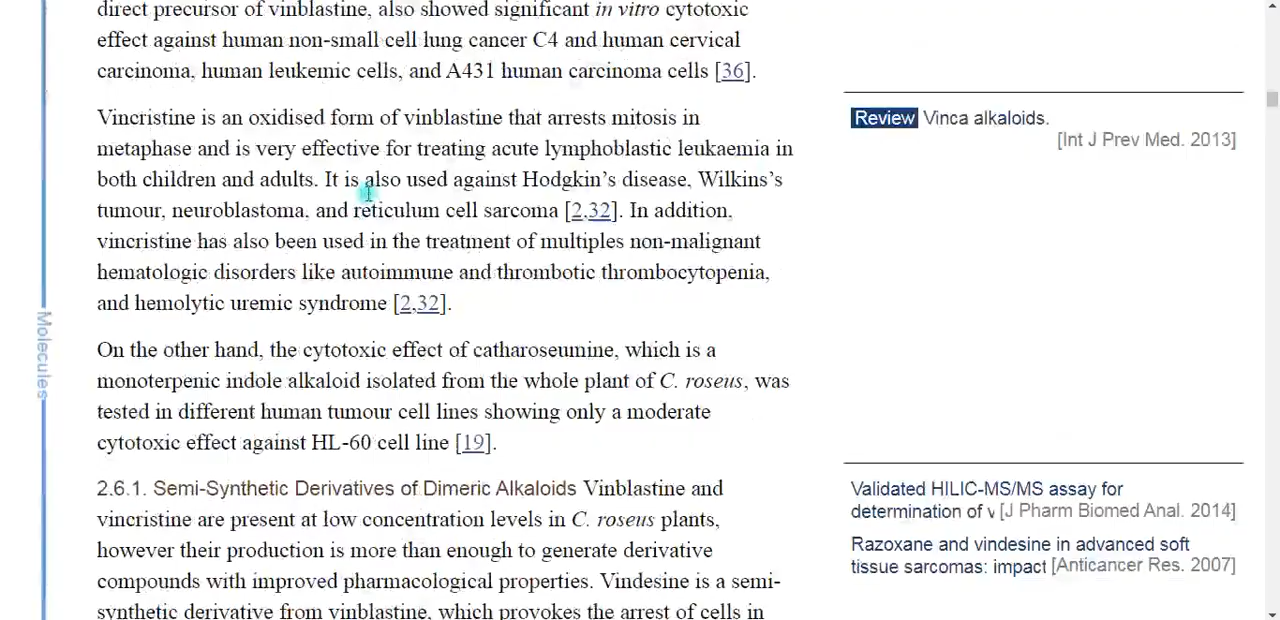 direct precursor of vinblastine, also showed significant in vitro cytotoxic
effect against human non-small cell lung cancer C4 and human cervical
carcinoma, human leukemic cells, and A431 human carcinoma cells [36].
Vincristine is an oxidised form of vinblastine that arrests mitosis in
metaphase and is very effective for treating acute lymphoblastic leukaemia in
both children and adults. It is also used against Hodgkin’s disease, Wilkins’s
tumour, neuroblastoma, and reticulum cell sarcoma [2,32]. In addition,
vincristine has also been used in the treatment of multiples non-malignant
hematologic disorders like autoimmune and thrombotic thrombocytopenia,
and hemolytic uremic syndrome [2,32].
On the other hand, the cytotoxic effect of catharoseumine, which is a
monoterpenic indole alkaloid isolated from the whole plant of C. roseus, was
tested in different human tumour cell lines showing only a moderate
cytotoxic effect against HL-60 cell line [19].
2.6.1. Semi-Synthetic Derivatives of Dimeric Alkaloids Vinblastine and
vincristine are present at low concentration levels in C. roseus plants,
however their production is more than enough to generate derivative
compounds with improved pharmacological properties. Vindesine is a semi-
synthetic derivative from vinblastine, which provokes the arrest of cells in
Molecules
Review Vinca alkaloids.
[Int J Prev Med. 2013]
Validated HILIC-MS/MS assay for
determination of v [J Pharm Biomed Anal. 2014]
Razoxane and vindesine in advanced soft
tissue sarcomas: impact [Anticancer Res. 2007]